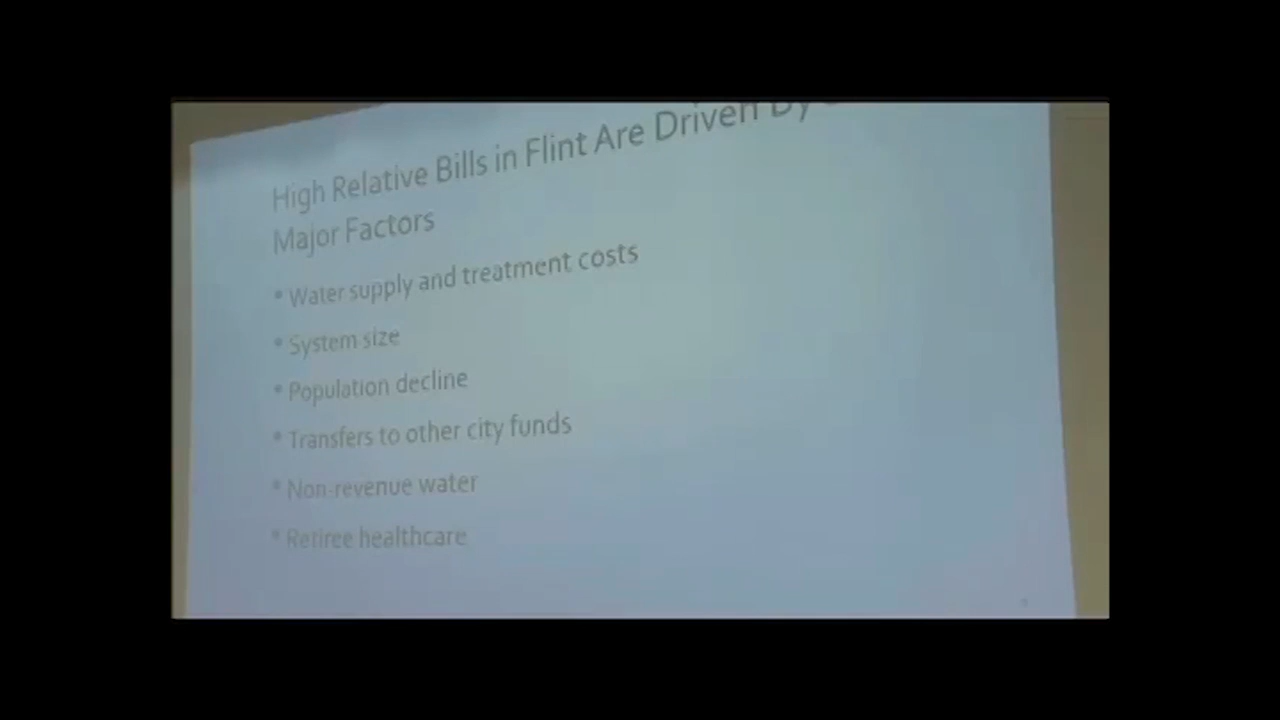 High Relative Bills in Flint Are Driven By
Major Factors
* Water supply and treatment costs
* System size
* Population decline
* Transfers to other city funds
* Non-revenue water
* Retiree healthcare